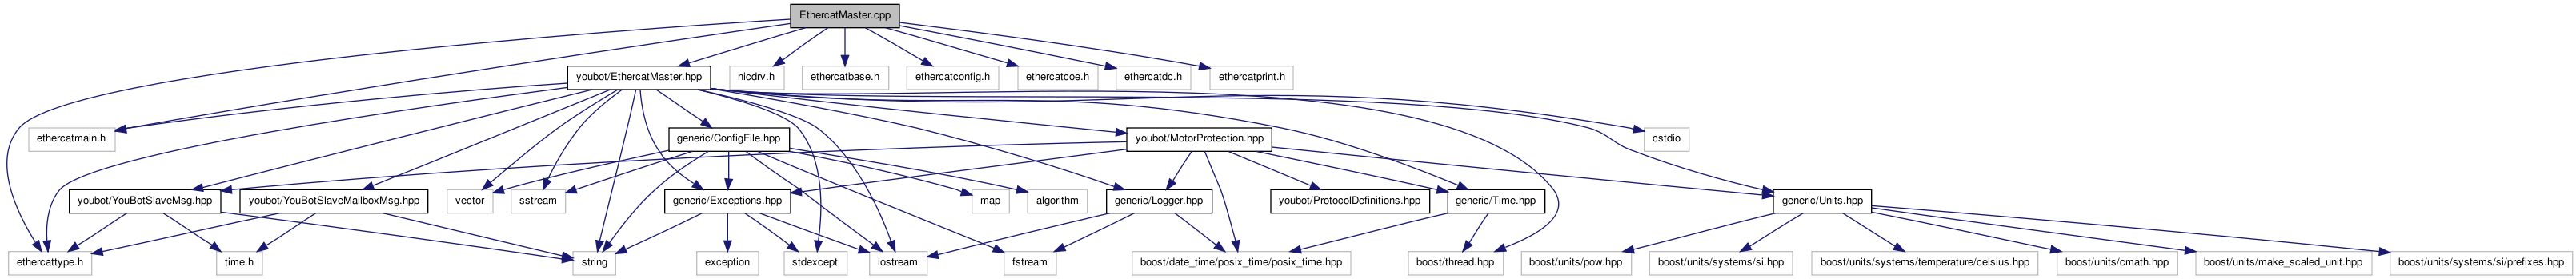 EthercatMaster.cpp
youbot/EthercatMaster.hpp
nicdrv.h
ethercatbase.h
ethercatconfig.h
ethercatcoe.h
ethercatdc.h
ethercatprint.h
ethercatmain.h
generic/ConfigFile.hpp
youbot/MotorProtection.hpp
cstdio
youbot/YouBotSlaveMsg.hpp
youbot/YouBotSlaveMailboxMsg.hpp
vector
sstream
generic/Exceptions.hpp
map
algorithm
generic/Logger.hpp
youbot/ProtocolDefinitions.hpp
generic/Time.hpp
generic/Units.hpp
ethercattype.h
time.h
string
exception
stdexcept
iostream
fstream
boost/date_time/posix_time/posix_time.hpp
boost/thread.hpp
boost/units/pow.hpp
boost/units/systems/si.hpp
boost/units/systems/temperature/celsius.hpp
boost/units/cmath.hpp
boost/units/make_scaled_unit.hpp
boost/units/systems/si/prefixes.hpp